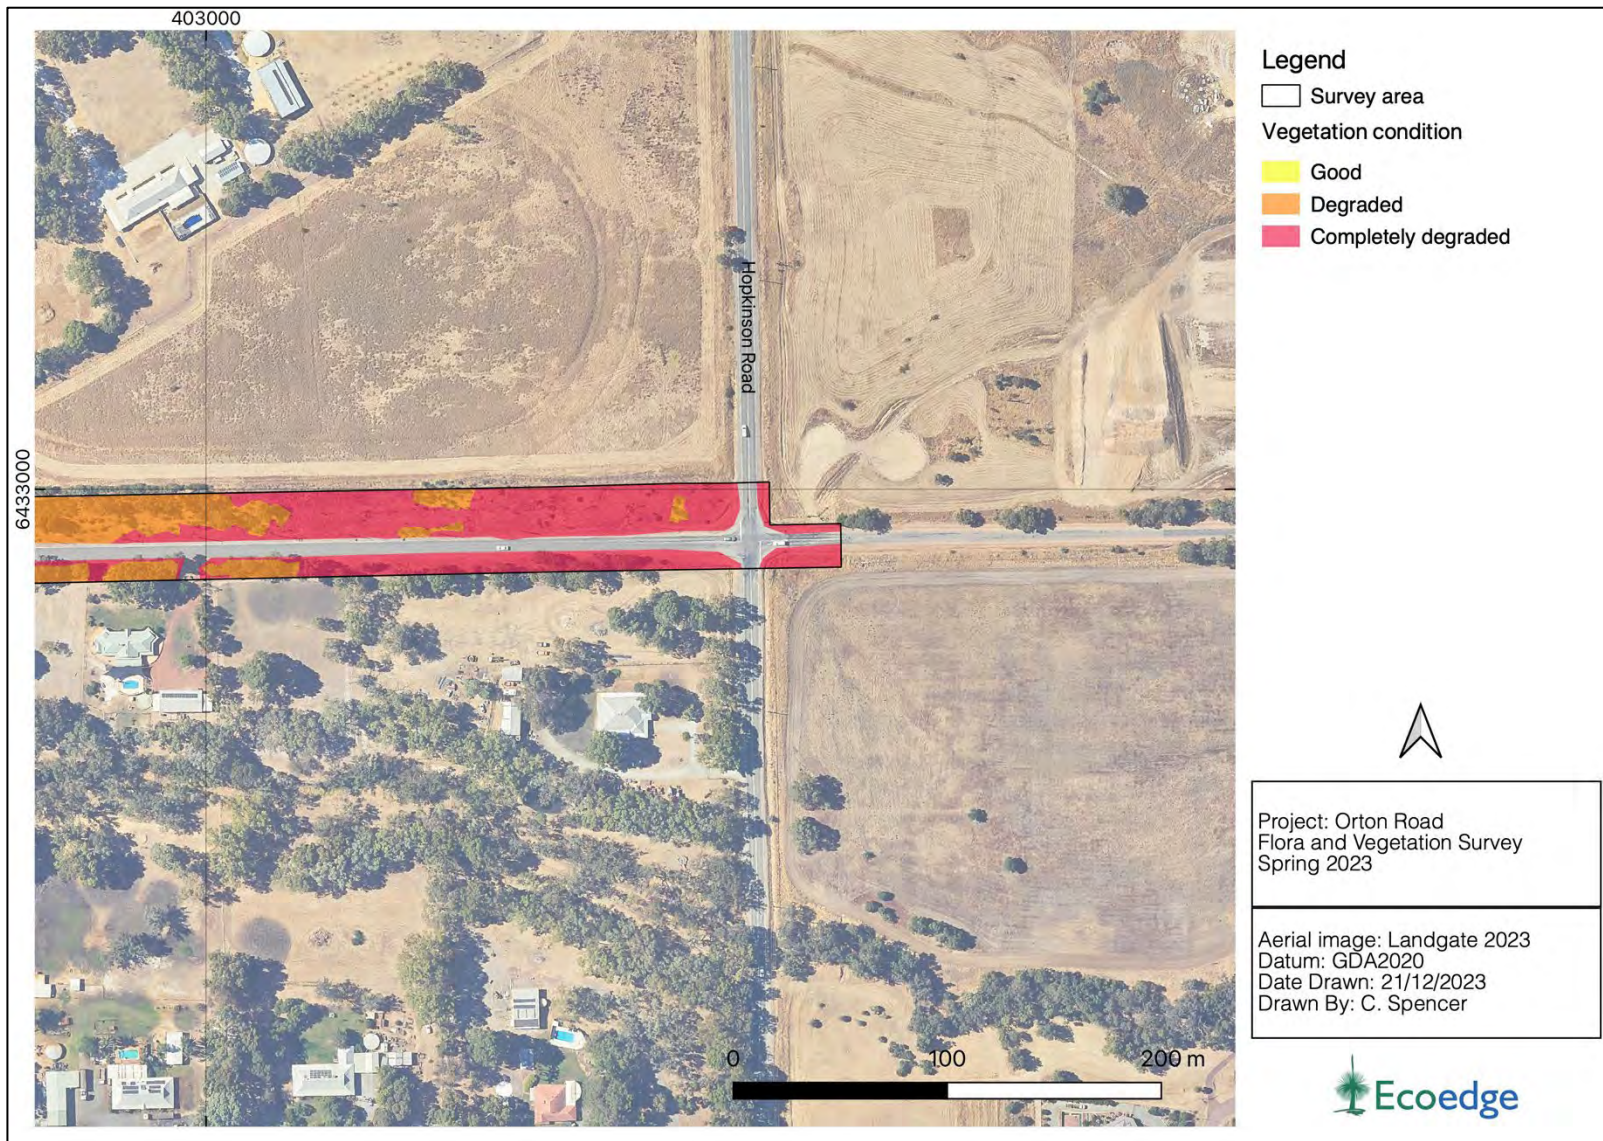 403000
6433000
Hopkinson Road
Legend
Survey area
Vegetation condition
Good
Degraded
Completely degraded
Project: Orton Road
Flora and Vegetation Survey
Spring 2023
Aerial image: Landgate 2023
Datum: GDA2020
Date Drawn: 21/12/2023
Drawn By: C. Spencer
0 100 200 m
Ecoedge